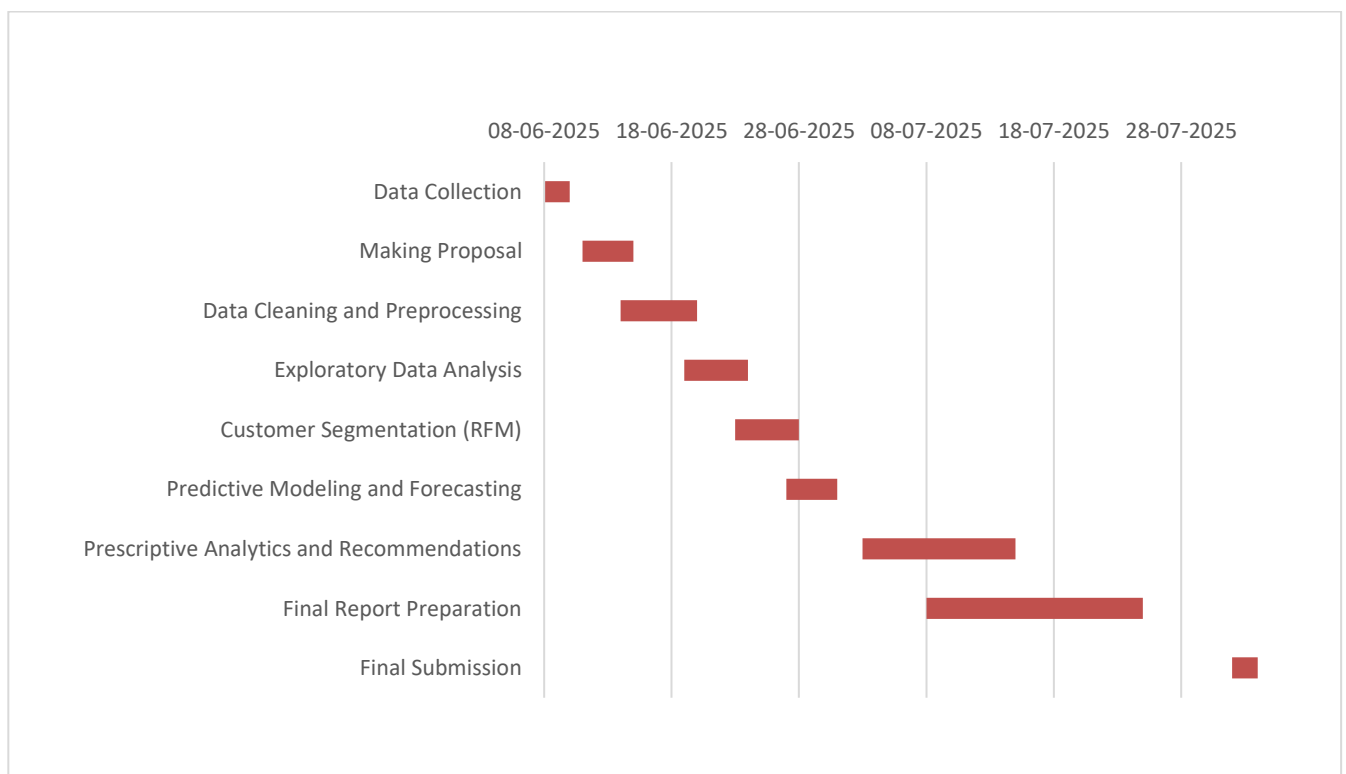 08-06-2025 18-06-2025 28-06-2025 08-07-2025 18-07-2025 28-07-2025
Data Collection
Making Proposal
Data Cleaning and Preprocessing
Exploratory Data Analysis
Customer Segmentation (RFM)
Predictive Modeling and Forecasting
Prescriptive Analytics and Recommendations
Final Report Preparation
Final Submission